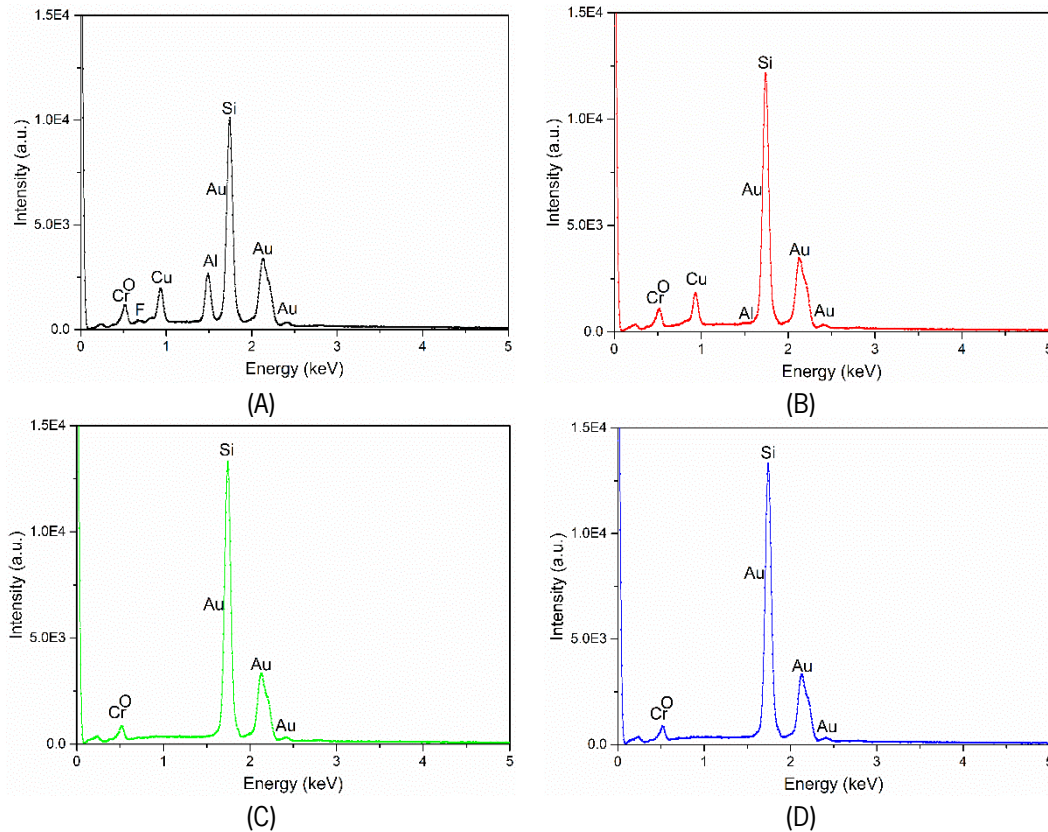 1.5E4
1.0E4
5.0E3
0.0
Intensity (a.u.)
Si
Au
Au
Al
Cu
O
Cr
F
Au
0 1 2 3 4 5
Energy (keV)
(A)
1.5E4
1.0E4
5.0E3
0.0
Intensity (a.u.)
Si
Au
Au
Cu
O
Cr
Al
Au
0 1 2 3 4 5
Energy (keV)
(B)
1.5E4
1.0E4
5.0E3
0.0
Intensity (a.u.)
Si
Au
Au
O
Cr
Au
0 1 2 3 4 5
Energy (keV)
(C)
1.5E4
1.0E4
5.0E3
0.0
Intensity (a.u.)
Si
Au
Au
O
Cr
Au
0 1 2 3 4 5
Energy (keV)
(D)